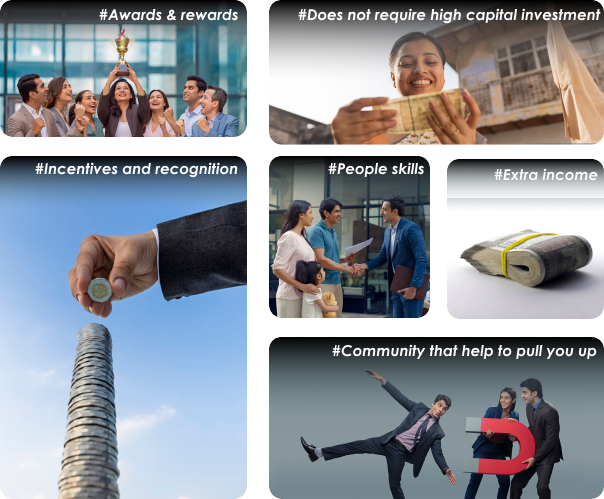 #Awards & rewards
#Does not require high capital investment
#Incentives and recognition
#People skills
#Extra income
#Community that help to pull you up